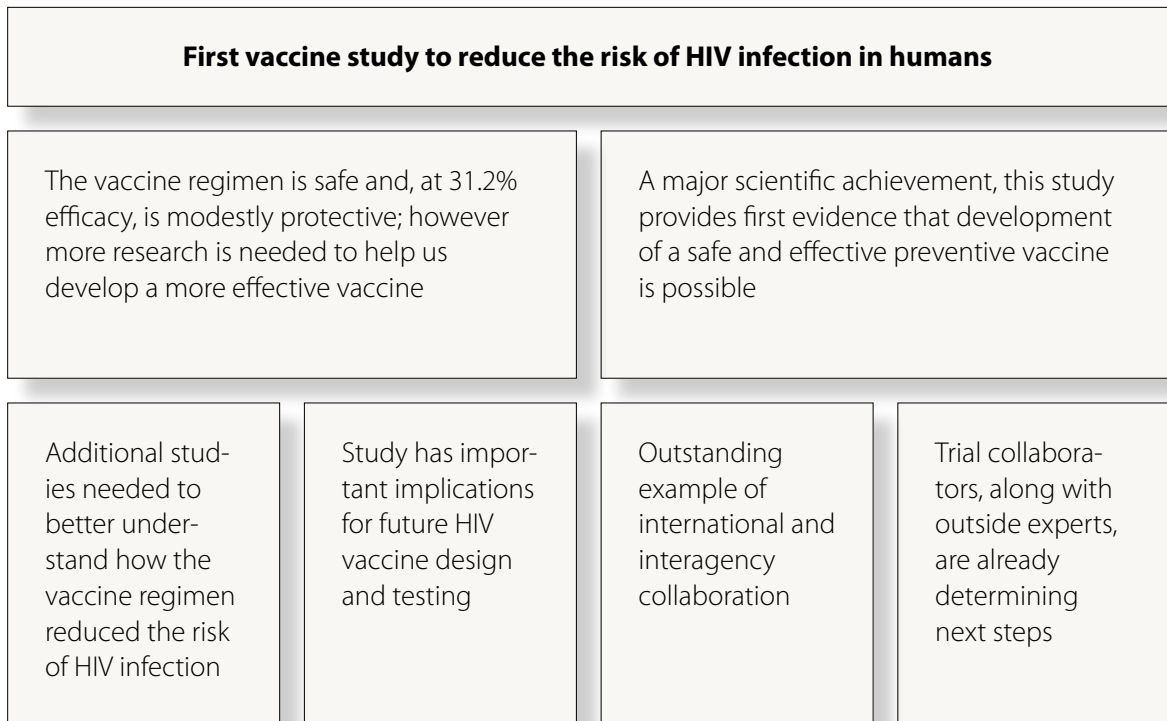 First vaccine study to reduce the risk of HIV infection in humans
The vaccine regimen is safe and, at 31.2%
efficacy, is modestly protective; however
more research is needed to help us
develop a more effective vaccine
A major scientific achievement, this study
provides first evidence that development
of a safe and effective preventive vaccine
is possible
Additional stud-
ies needed to
better under-
stand how the
vaccine regimen
reduced the risk
of HIV infection
Study has impor-
tant implications
for future HIV
vaccine design
and testing
Outstanding
example of
international and
interagency
collaboration
Trial collabora-
tors, along with
outside experts,
are already
determining
next steps